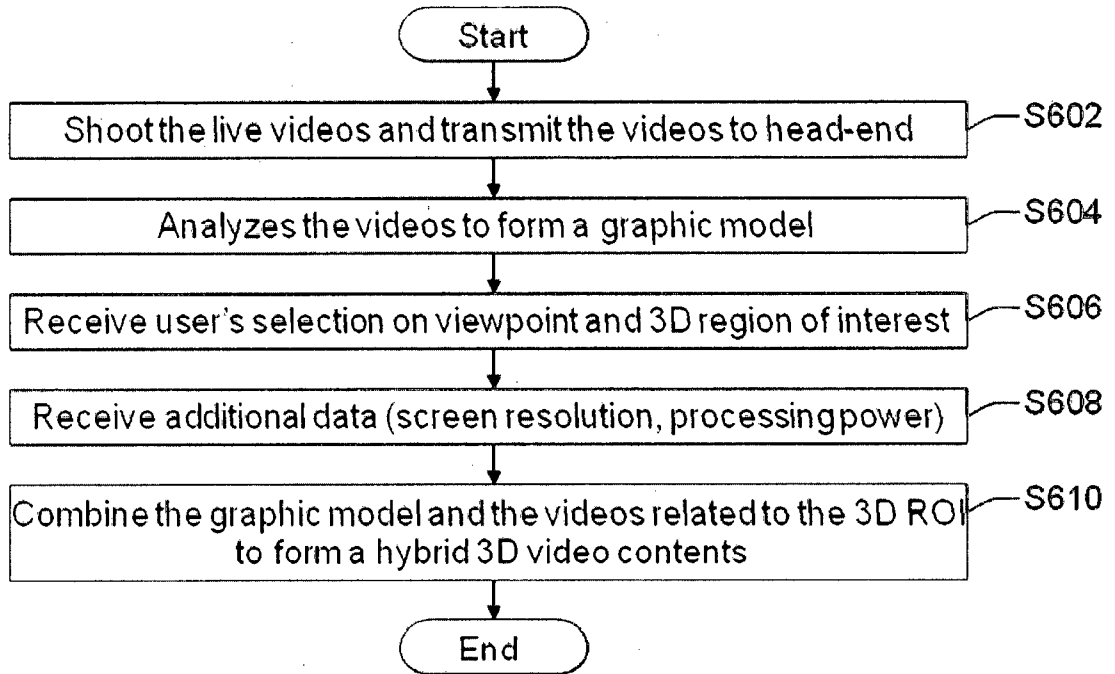 Start
Shoot the live videos and transmit the videos to head-end
S602
Analyzes the videos to form a graphic model
S604
Receive user's selection on viewpoint and 3D region of interest
S606
Receive additional data (screen resolution, processing power)
S608
Combine the graphic model and the videos related to the 3D ROI
to form a hybrid 3D video contents
S610
End